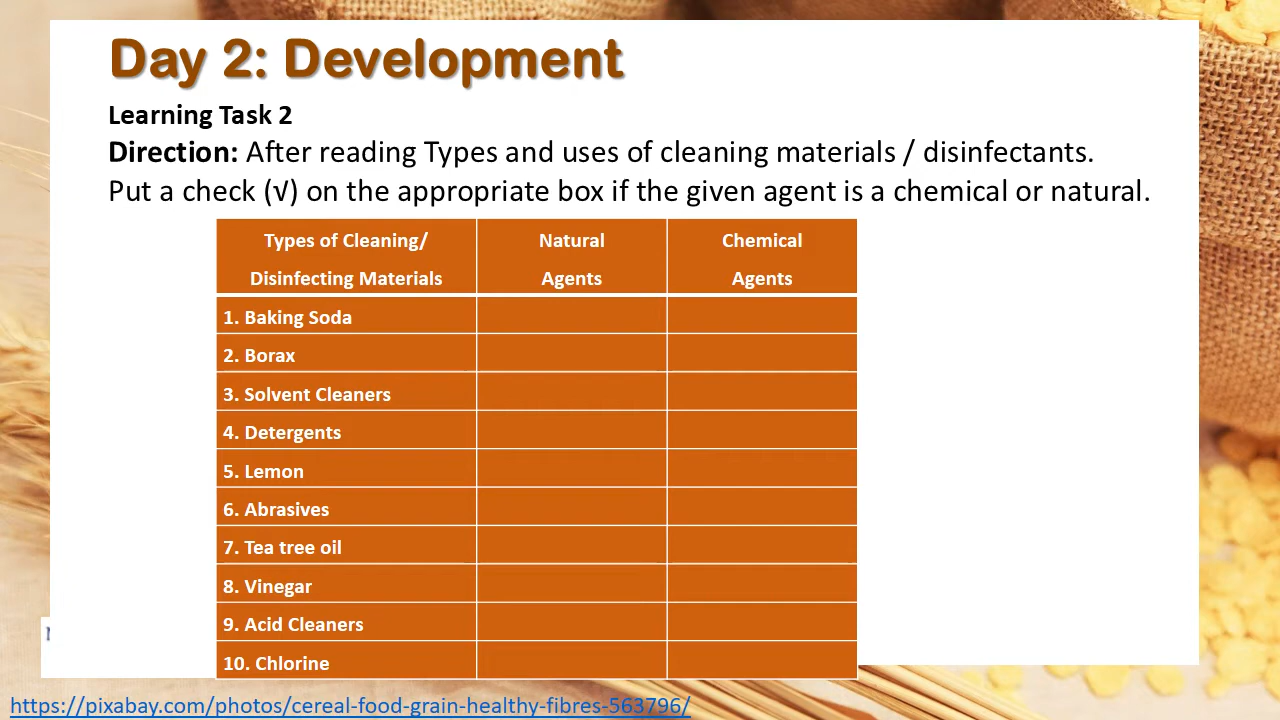 Day 2: Development
Learning Task 2
Direction: After reading Types and uses of cleaning materials / disinfectants.
Put a check (√) on the appropriate box if the given agent is a chemical or natural.
Types of Cleaning/ Disinfecting Materials
Natural Agents
Chemical Agents
1. Baking Soda
2. Borax
3. Solvent Cleaners
4. Detergents
5. Lemon
6. Abrasives
7. Tea tree oil
8. Vinegar
9. Acid Cleaners
10. Chlorine
https://pixabay.com/photos/cereal-food-grain-healthy-fibres-563796/